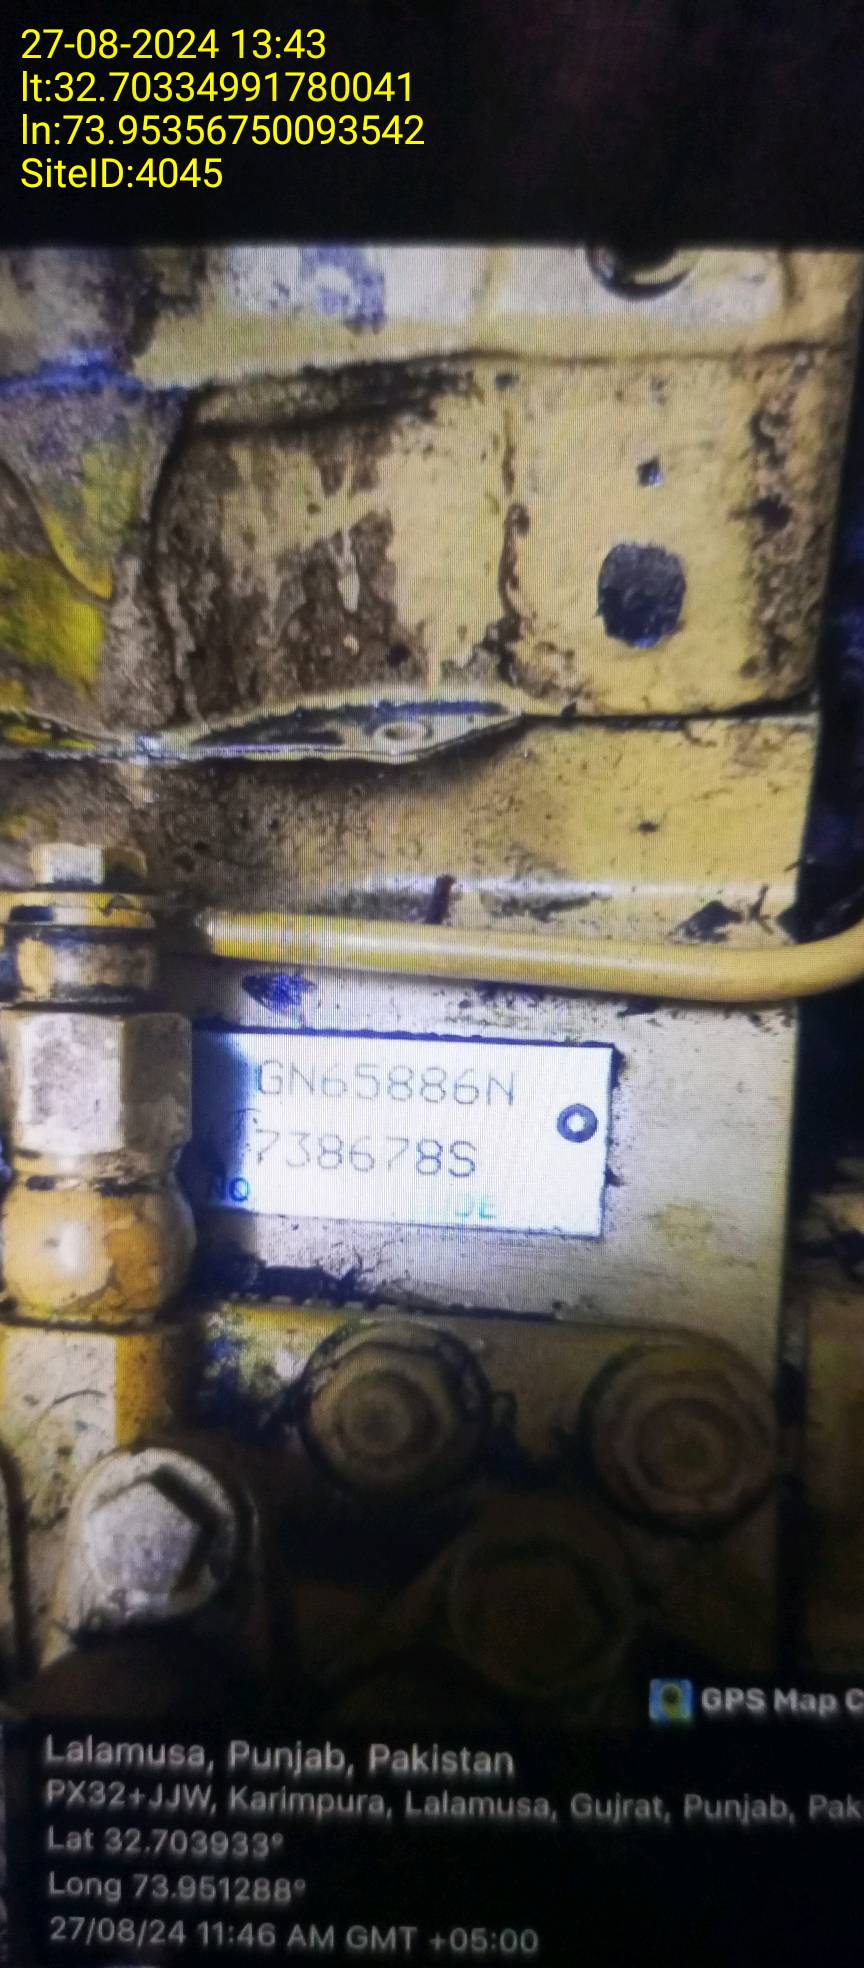 27-08-2024 13:43
lt:32.70334991780041
ln:73.95356750093542
SiteID:4045
GN65886N
738678S
NO
DE
GPS Map C
Lalamusa, Punjab, Pakistan
PX32+JJW, Karimpura, Lalamusa, Gujrat, Punjab, Pak
Lat 32.703933°
Long 73.951288°
27/08/24 11:46 AM GMT +05:00